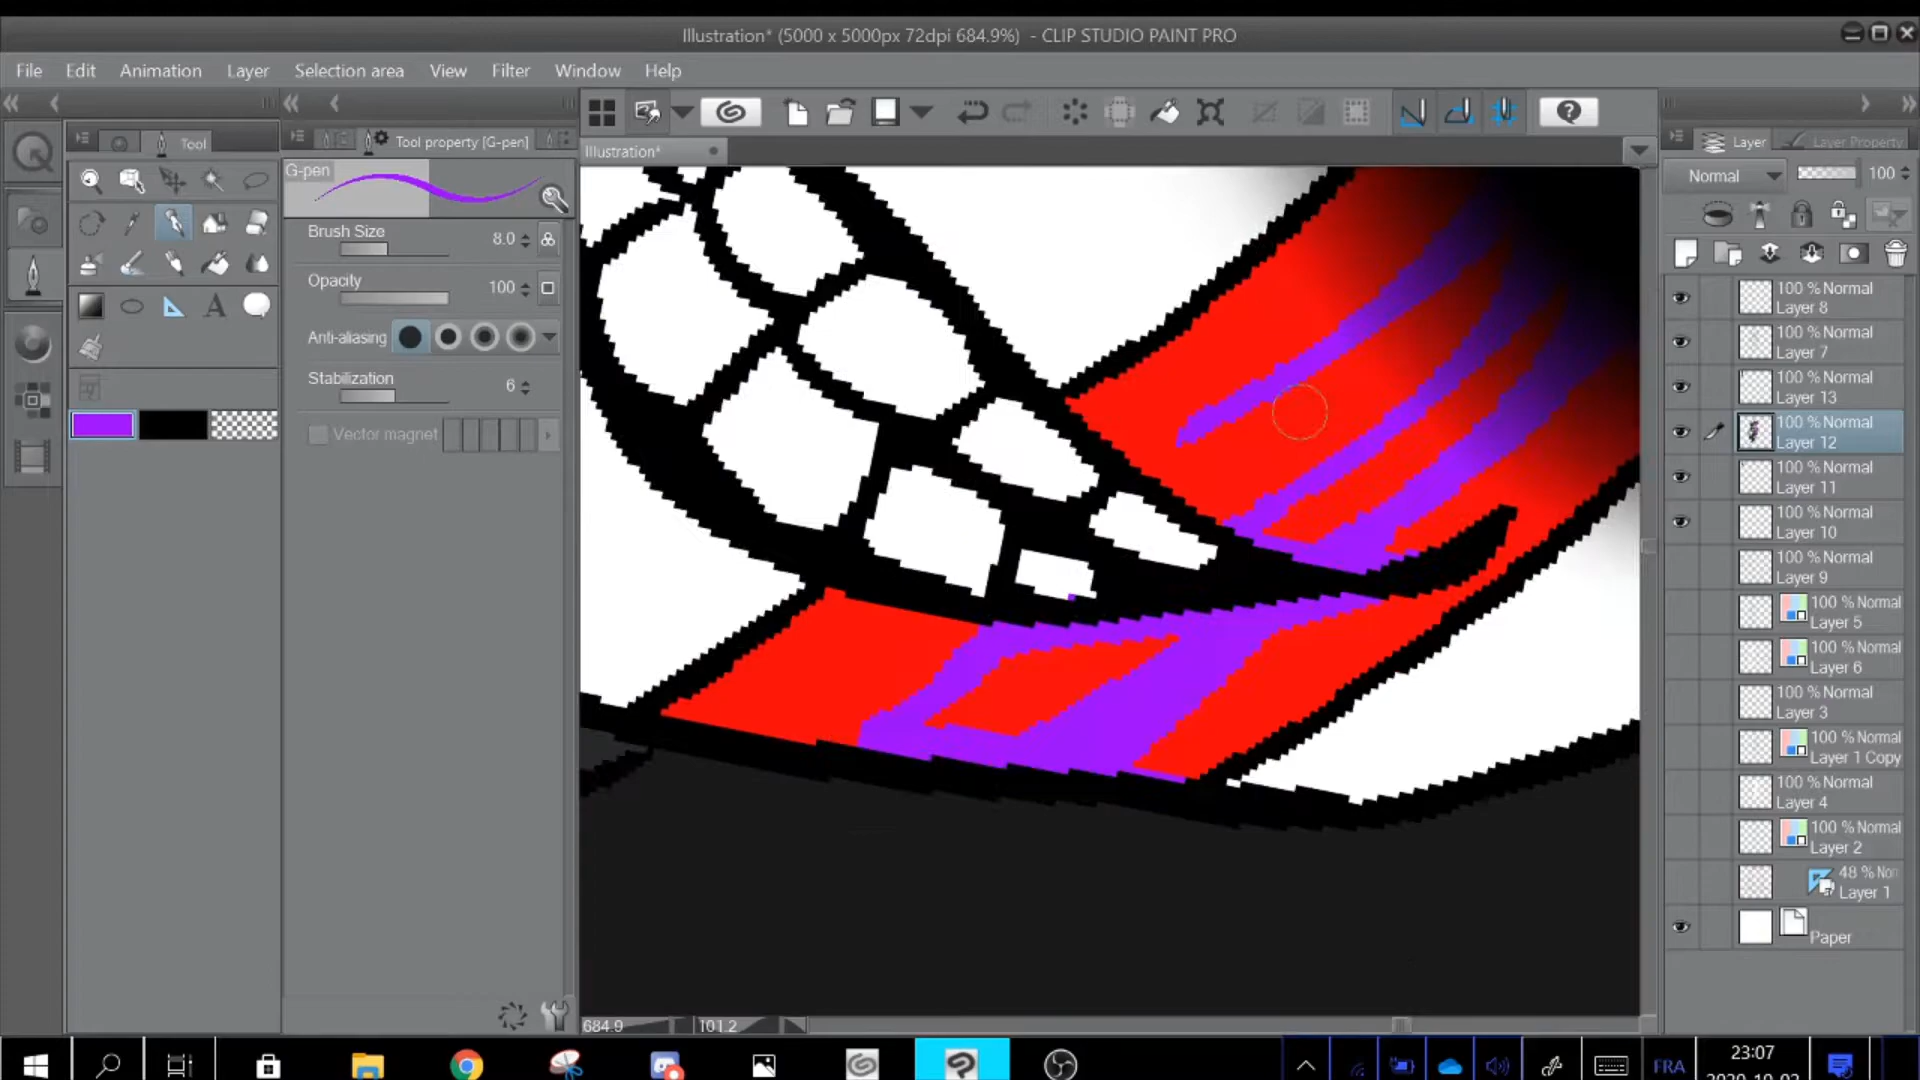 Illustration* (5000 x 5000px 72dpi 684.9%) - CLIP STUDIO PAINT PRO
File Edit Animation Layer Selection area View Filter Window Help
Tool
Tool property [G-pen]
Illustration*
Layer
Layer Property
G-pen
Normal 100
Brush Size 8.0
Opacity 100
Anti-aliasing
Stabilization 6
Vector magnet
A
100 % Normal
Layer 8
100 % Normal
Layer 7
100 % Normal
Layer 13
100 % Normal
Layer 12
100 % Normal
Layer 11
100 % Normal
Layer 10
100 % Normal
Layer 9
100 % Normal
Layer 5
100 % Normal
Layer 6
100 % Normal
Layer 3
100 % Normal
Layer 1 Copy
100 % Normal
Layer 4
100 % Normal
Layer 2
48 % Nor
Layer 1
Paper
684.9 101.2
FRA
23:07